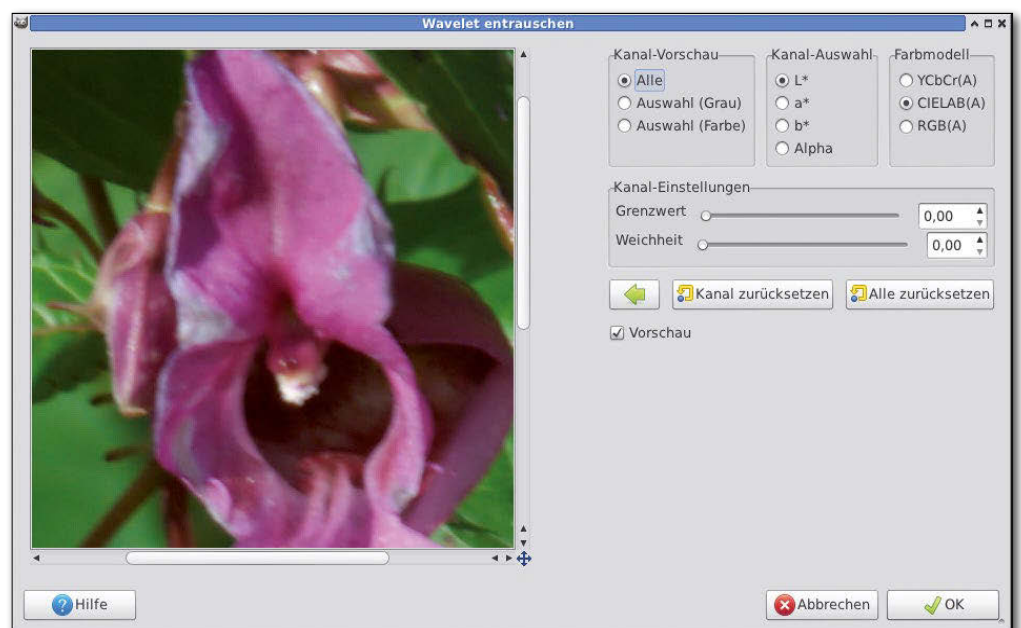 Wavelet entrauschen
Kanal-Vorschau
Alle
Auswahl (Grau)
Auswahl (Farbe)
Kanal-Auswahl
L*
a*
b*
Alpha
Farbmodell
YCbCr(A)
CIELAB(A)
RGB(A)
Kanal-Einstellungen
Grenzwert 0,00
Weichheit 0,00
Kanal zurücksetzen Alle zurücksetzen
Vorschau
Hilfe Abbrechen OK